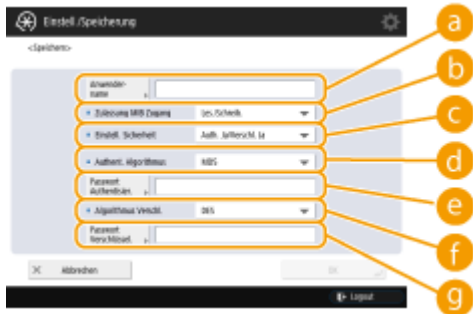 Einstell./Speicherung
<Speichern>
a
Anwender-
name
b
Zulassung MIB Zugang Les./Schreib.
c
Einstell. Sicherheit Auth. Ja/Verschl. Ja
d
Authent. Algorithmus MD5
e
Passwort
Authentisier.
f
Algorithmus Verschl. DES
Passwort
Verschlüssel.
g
Abbrechen OK
Logout